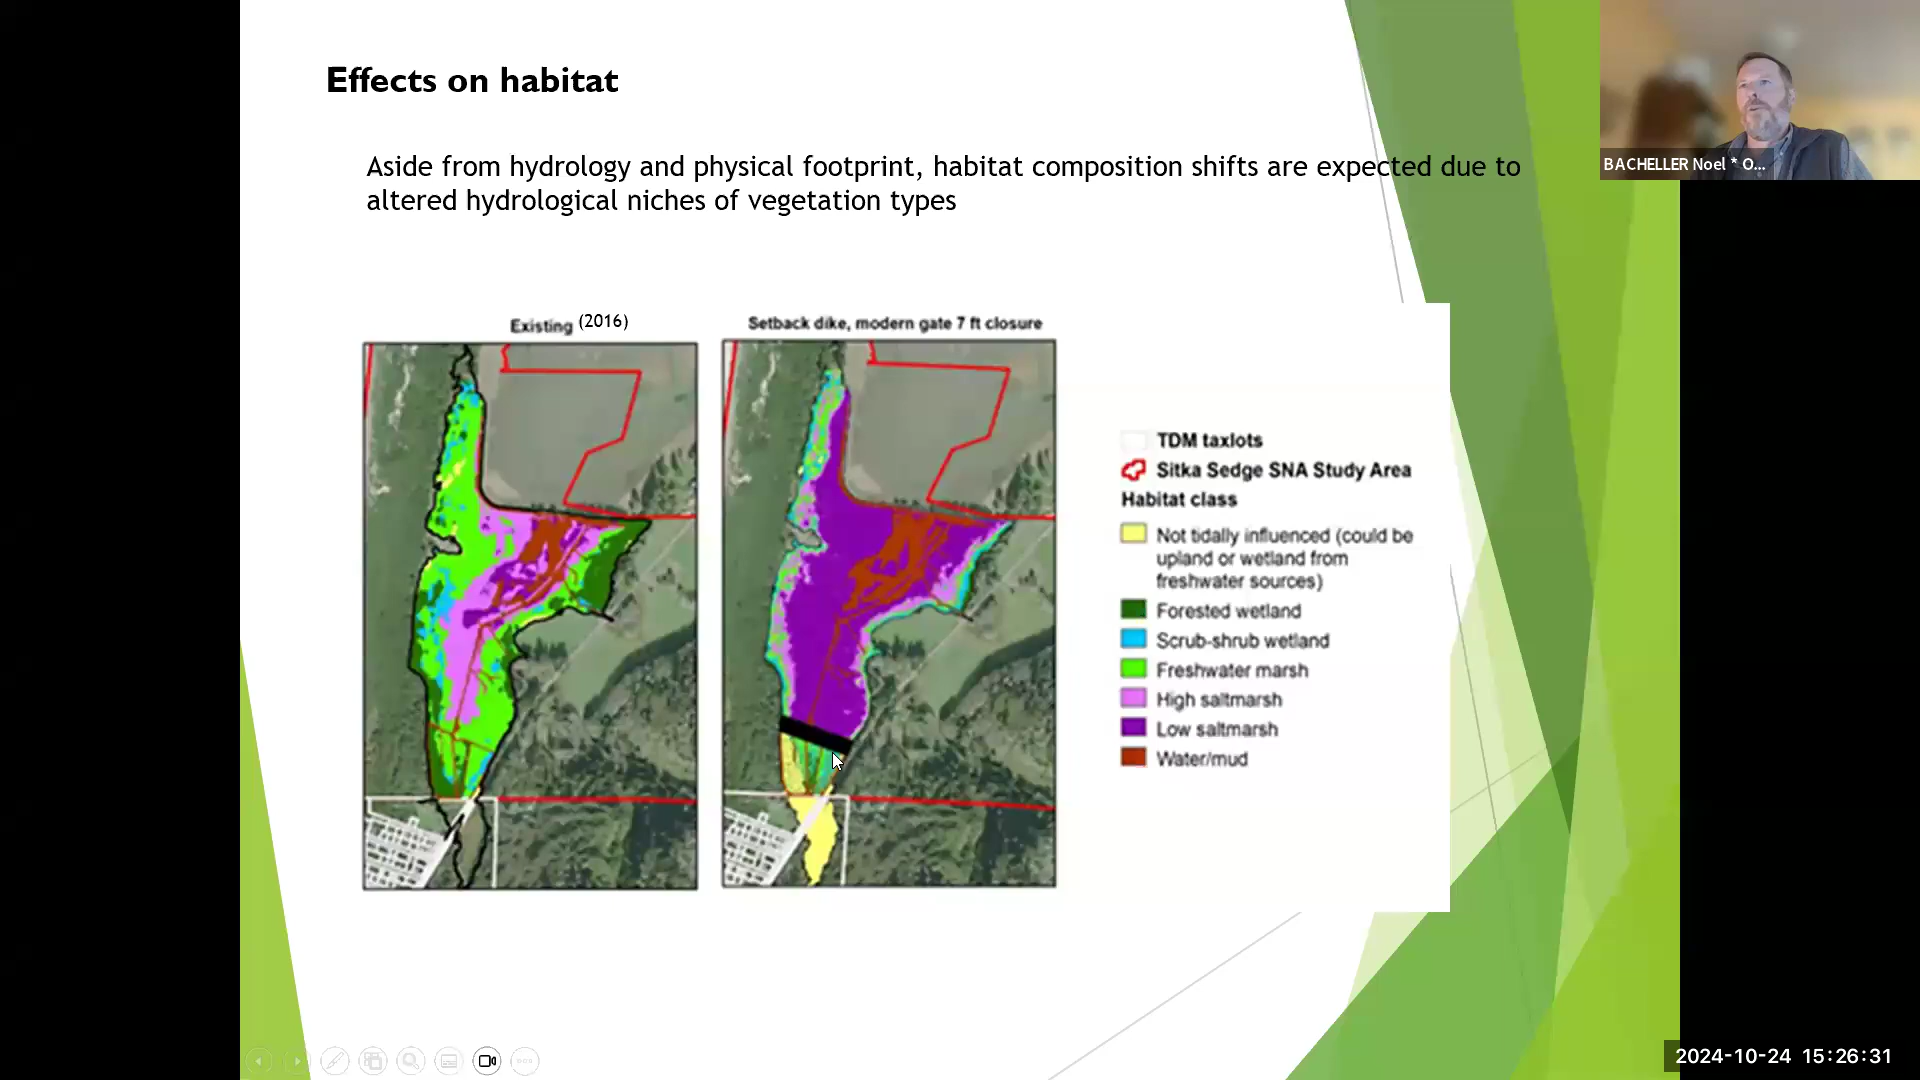 Effects on habitat
BACHELLER Noel * O...
Aside from hydrology and physical footprint, habitat composition shifts are expected due to
altered hydrological niches of vegetation types
Existing (2016)
Setback dike, modern gate 7 ft closure
TDM taxlots
Sitka Sedge SNA Study Area
Habitat class
Not tidally influenced (could be
upland or wetland from
freshwater sources)
Forested wetland
Scrub-shrub wetland
Freshwater marsh
High saltmarsh
Low saltmarsh
Water/mud
2024-10-24 15:26:31